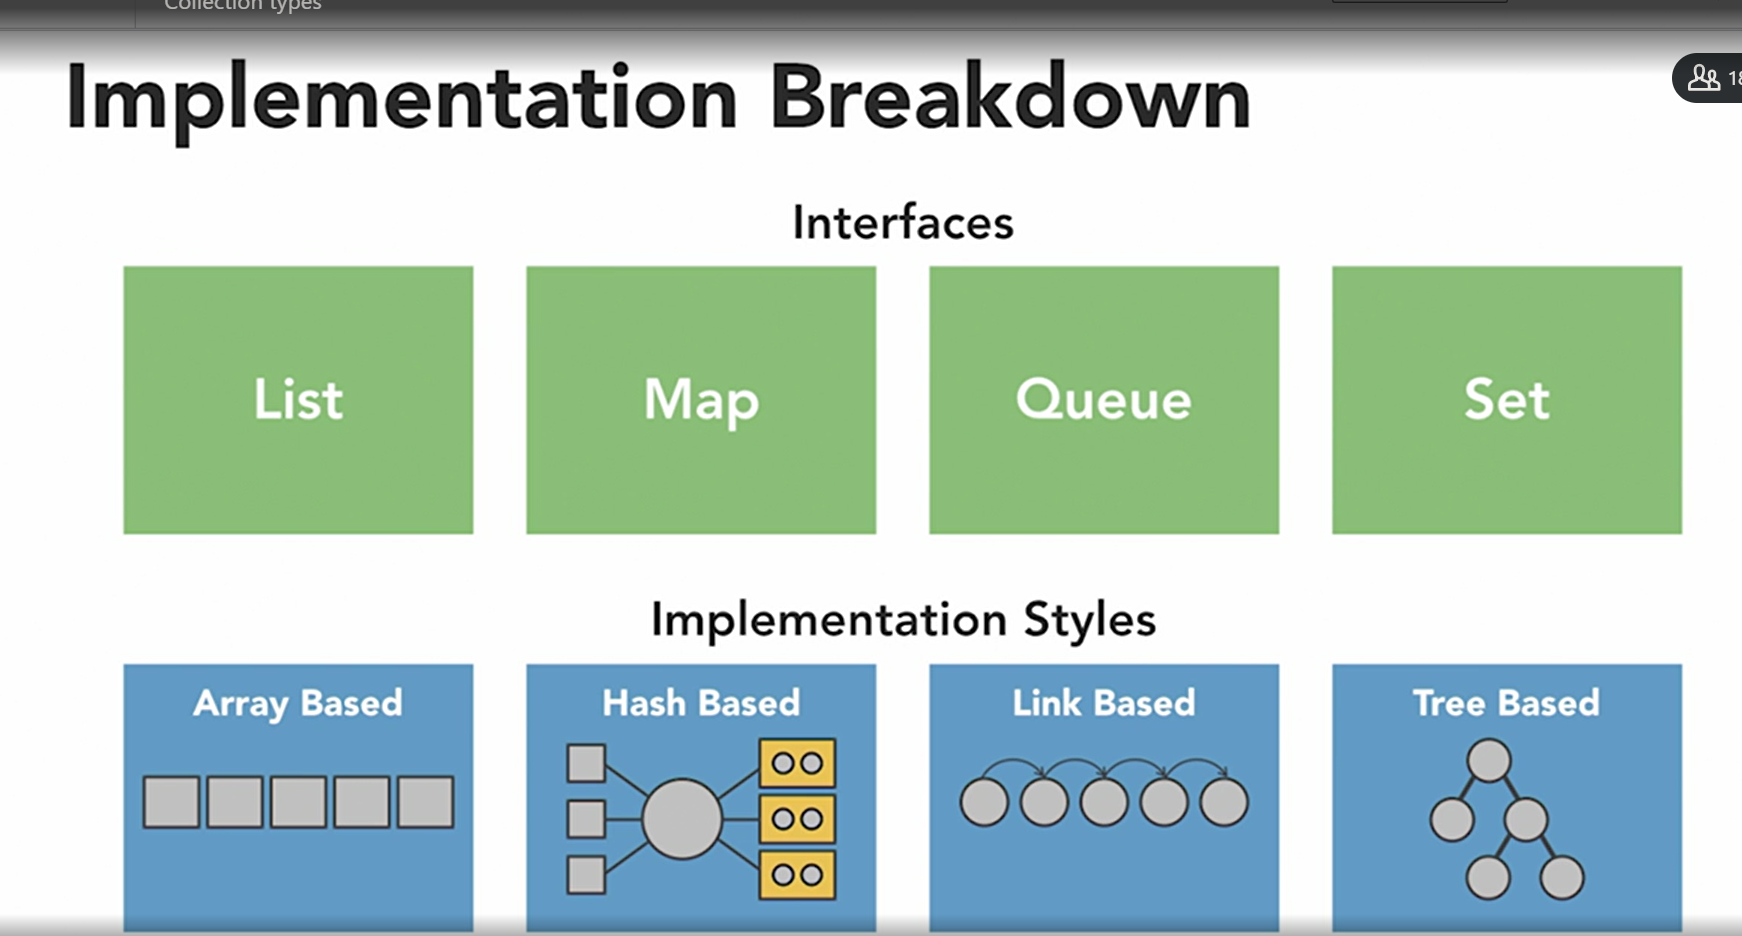 Collection types
Implementation Breakdown
Interfaces
List
Map
Queue
Set
Implementation Styles
Array Based
Hash Based
Link Based
Tree Based